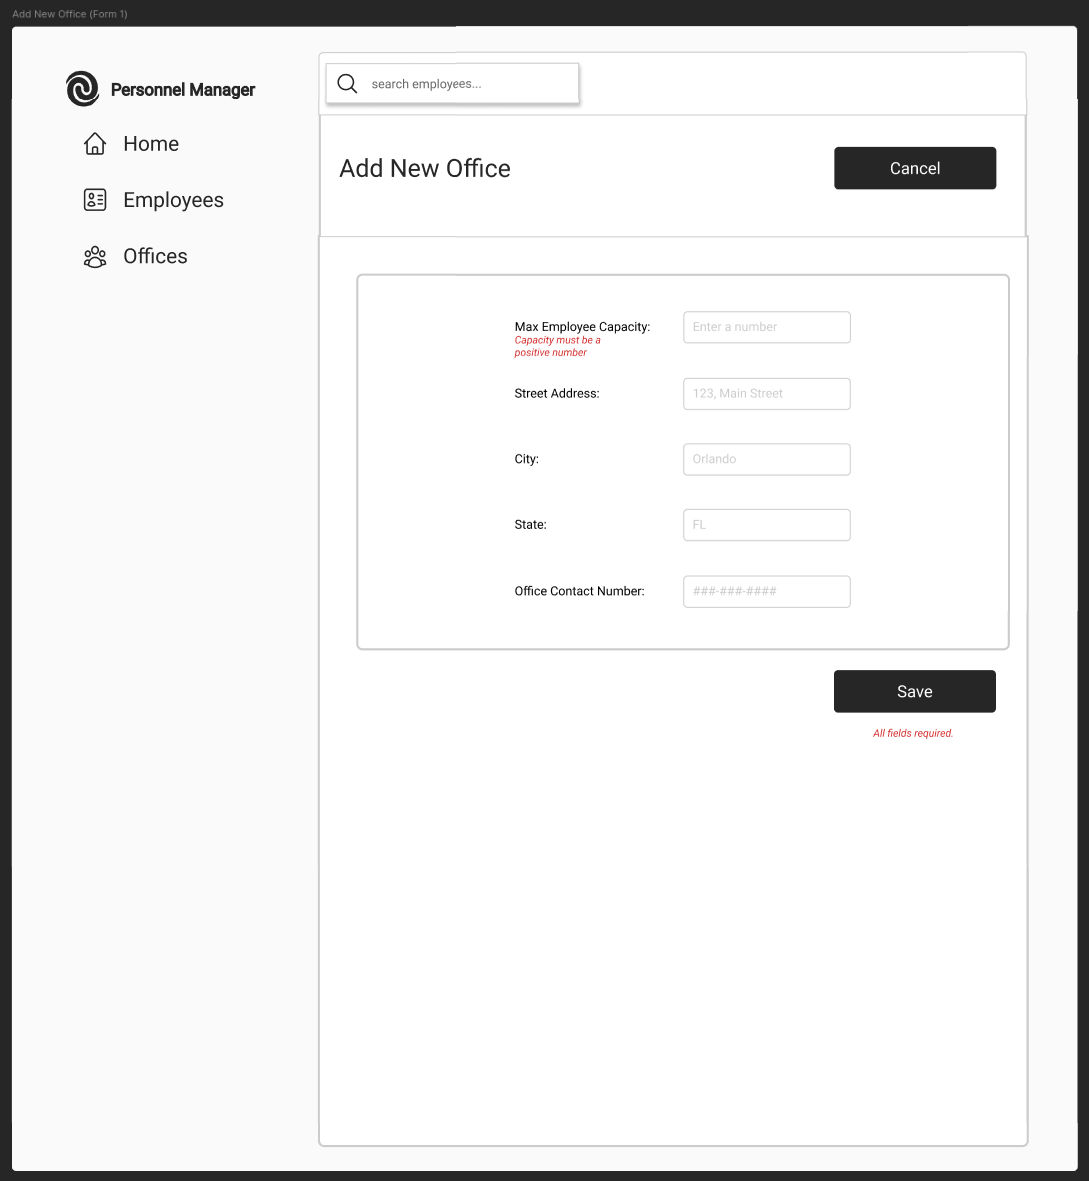 Add New Office (Form 1)
Personnel Manager
Home
Employees
Offices
search employees...
Add New Office
Cancel
Max Employee Capacity:
Enter a number
Capacity must be a
positive number
Street Address:
123, Main Street
City:
Orlando
State:
FL
Office Contact Number:
###-###-####
Save
All fields required.